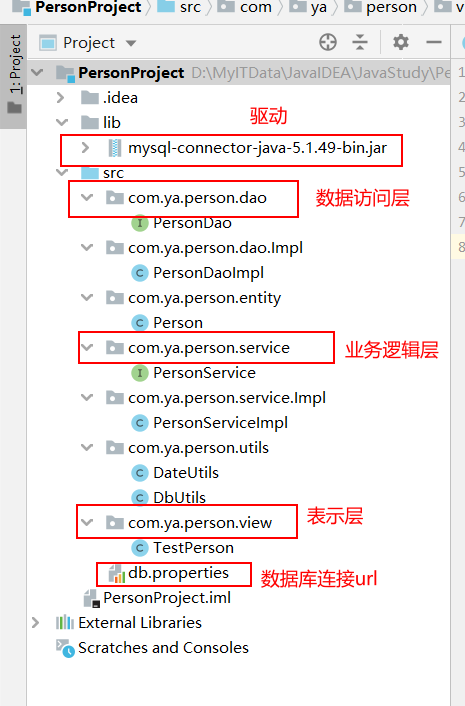 PersonProject src com ya person v
1: Project
Project
PersonProject D:\MyITData\JavaIDEA\JavaStudy\Pe
.idea
lib
驱动
mysql-connector-java-5.1.49-bin.jar
src
com.ya.person.dao
数据访问层
PersonDao
com.ya.person.dao.Impl
PersonDaoImpl
com.ya.person.entity
Person
com.ya.person.service
业务逻辑层
PersonService
com.ya.person.service.Impl
PersonServiceImpl
com.ya.person.utils
DateUtils
DbUtils
com.ya.person.view
表示层
TestPerson
db.properties
数据库连接url
PersonProject.iml
External Libraries
Scratches and Consoles